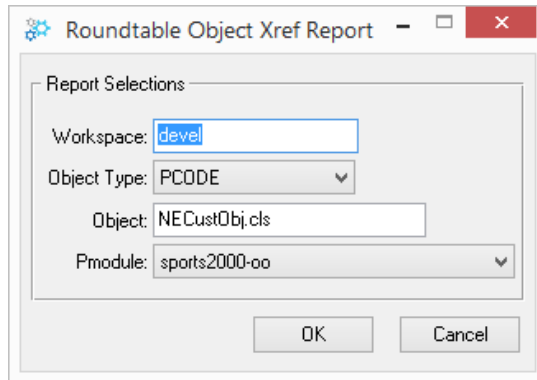 Roundtable Object Xref Report
Report Selections
Workspace: devel
Object Type: PCODE
Object: NECustObj.cls
Pmodule: sports2000-oo
OK Cancel